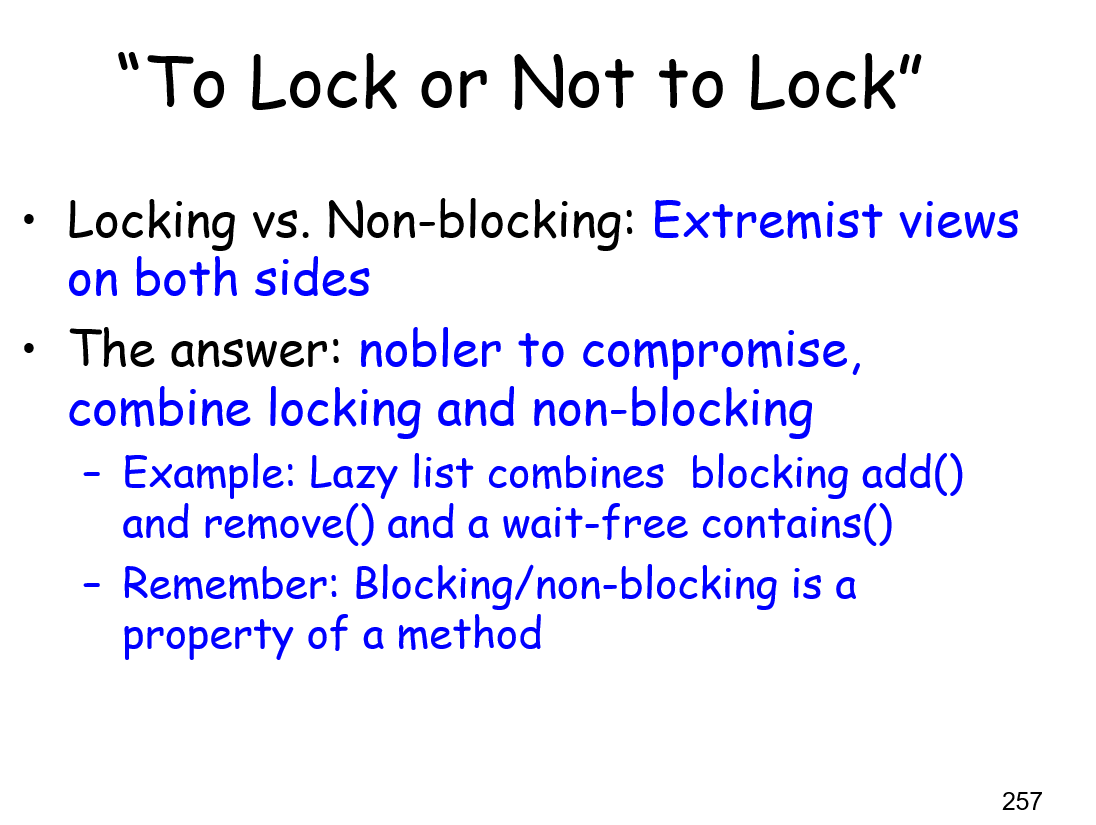 “To Lock or Not to Lock”
• Locking vs. Non-blocking: Extremist views
on both sides
• The answer: nobler to compromise,
combine locking and non-blocking
– Example: Lazy list combines  blocking add()
and remove() and a wait-free contains()
– Remember: Blocking/non-blocking is a
property of a method
257